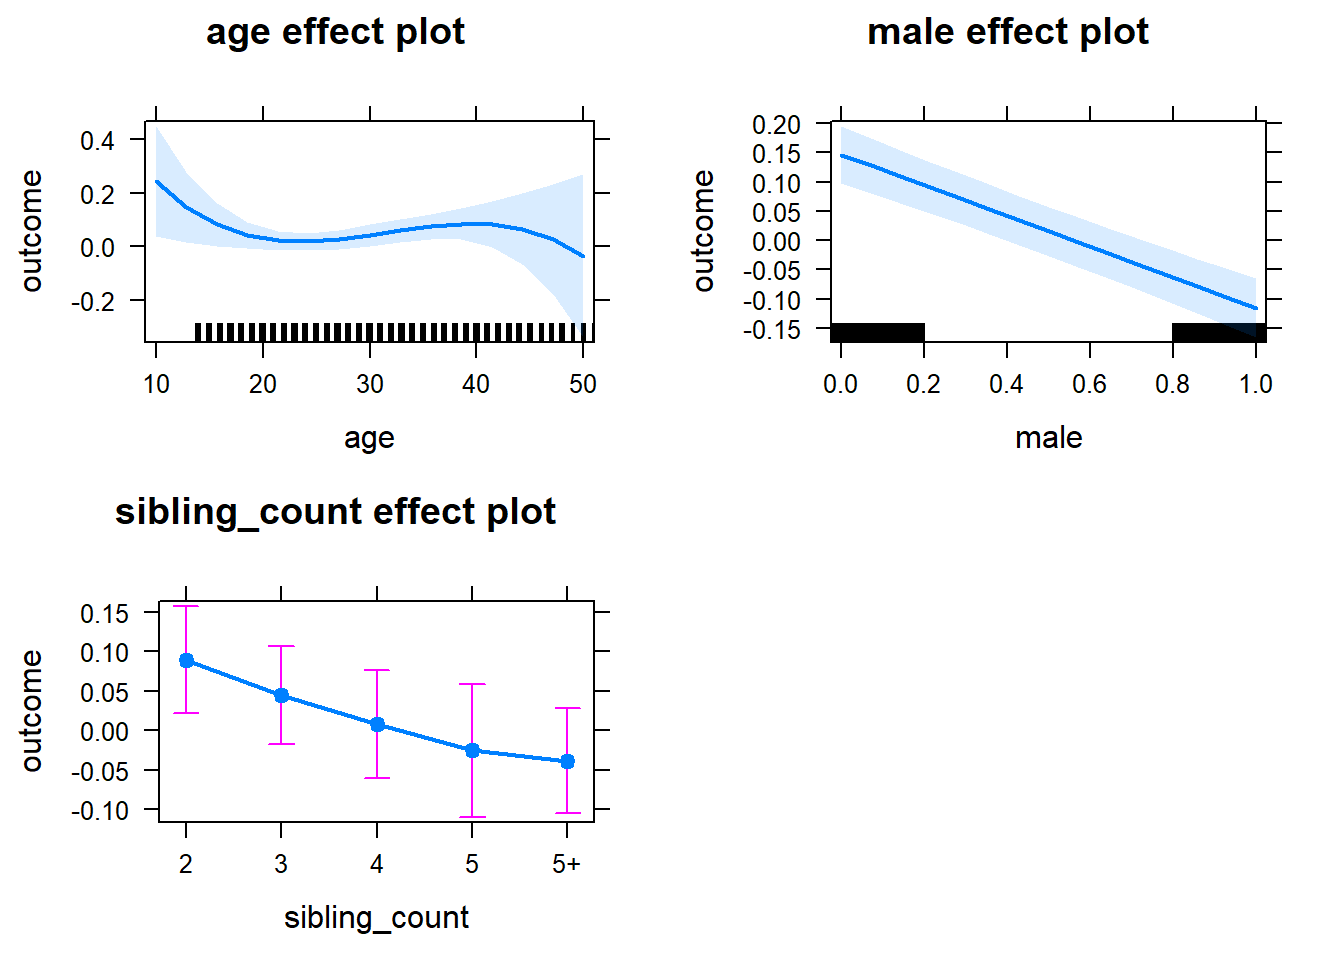 age effect plot
outcome
0.4
0.2
0.0
-0.2
10 20 30 40 50
age
male effect plot
outcome
0.20
0.15
0.10
0.05
0.00
-0.05
-0.10
-0.15
0.0 0.2 0.4 0.6 0.8 1.0
male
sibling_count effect plot
outcome
0.15
0.10
0.05
0.00
-0.05
-0.10
2 3 4 5 5+
sibling_count